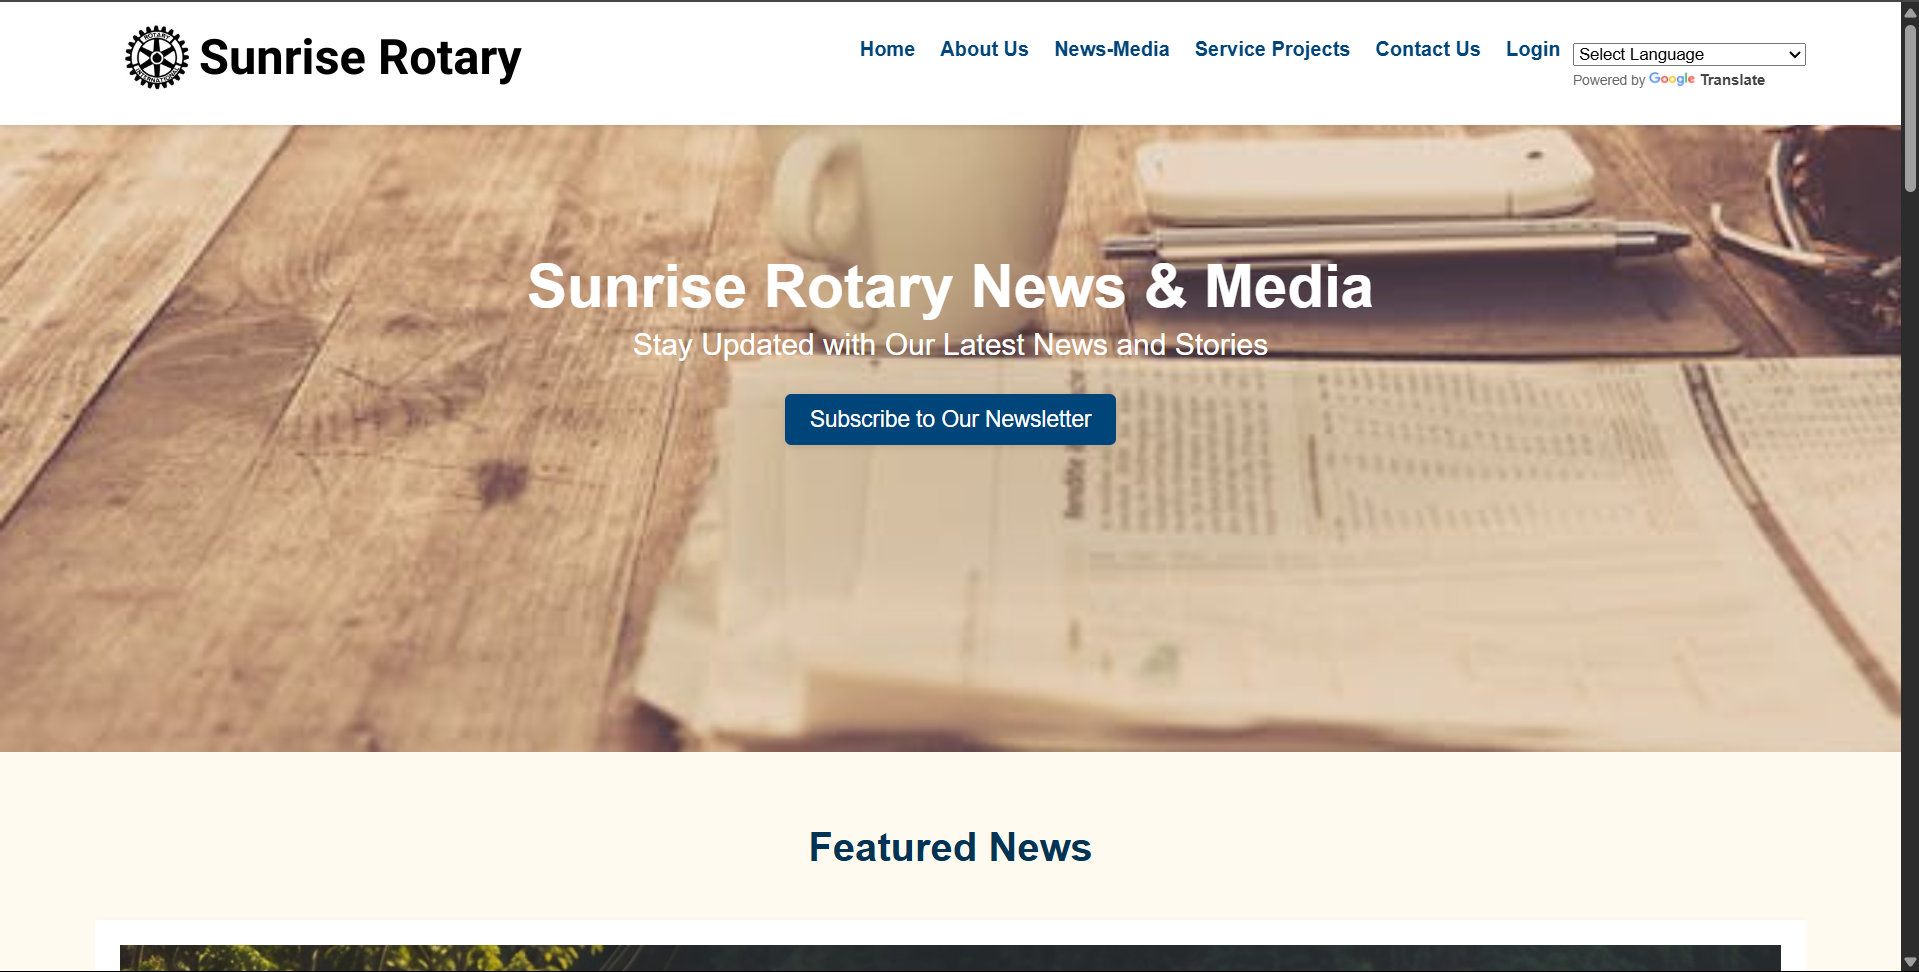 Sunrise Rotary
Home
About Us
News-Media
Service Projects
Contact Us
Login
Select Language
Powered by Google Translate
Sunrise Rotary News & Media
Stay Updated with Our Latest News and Stories
Subscribe to Our Newsletter
Featured News